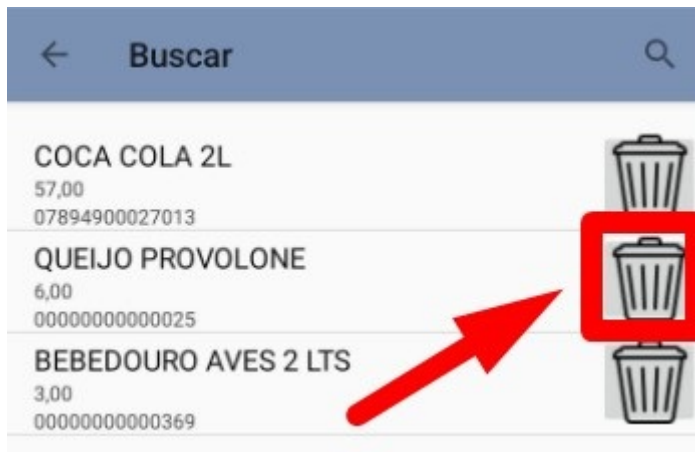 Buscar
COCA COLA 2L
57,00
07894900027013
QUEIJO PROVOLONE
6,00
00000000000025
BEBEDOURO AVES 2 LTS
3,00
00000000000369